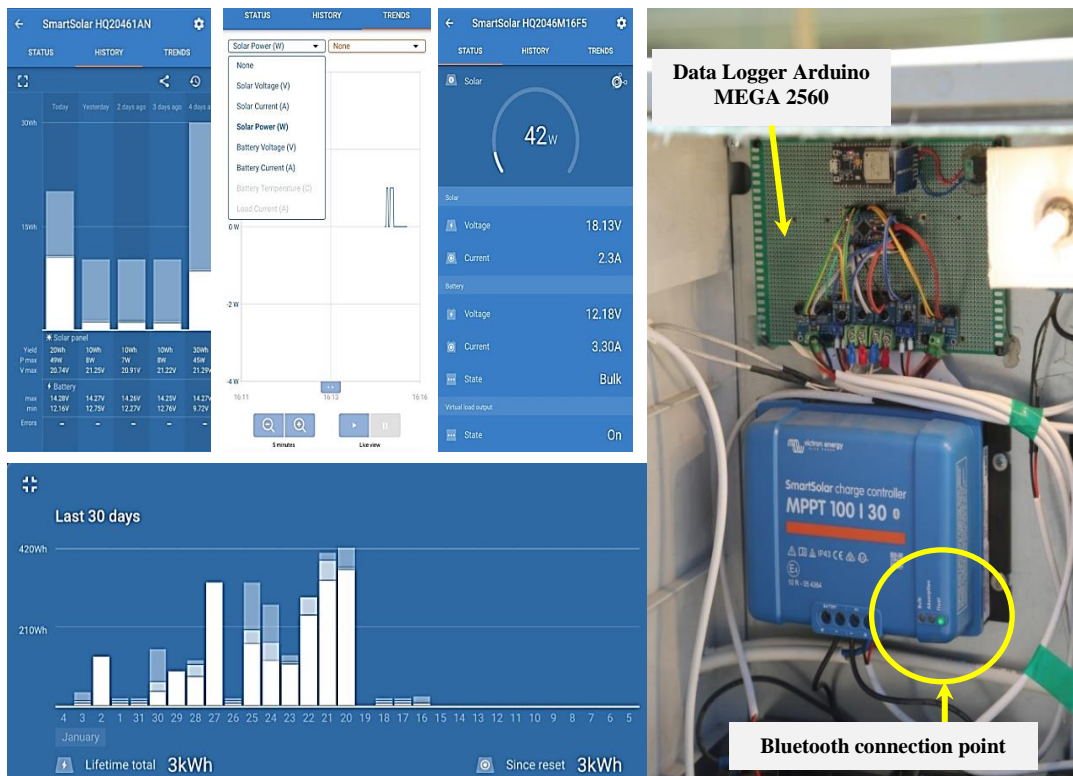 SmartSolar HQ20461AN
STATUS HISTORY TRENDS
Today Yesterday 2 days ago 3 days ago 4 days a
30Wh
15Wh
Solar panel
Yield 20Wh 10Wh 10Wh 10Wh 30Wh
P max 49W 8W 7W 8W 45W
V max 20.74V 21.25V 20.91V 21.22V 21.29V
Battery
max 14.28V 14.27V 14.26V 14.25V 14.27V
min 12.16V 12.75V 12.27V 12.76V 9.72V
Errors - - - - -
STATUS HISTORY TRENDS
Solar Power (W) None
None
Solar Voltage (V)
Solar Current (A)
Solar Power (W)
Battery Voltage (V)
Battery Current (A)
Battery Temperature (C)
Load Current (A)
0 W
-2 W
-4 W
16:11 16:13 16:16
5 minutes Live view
SmartSolar HQ2046M16F5
STATUS HISTORY TRENDS
Solar
42W
Solar
Voltage 18.13V
Current 2.3A
Battery
Voltage 12.18V
Current 3.30A
State Bulk
Virtual load output
State On
Last 30 days
420Wh
210Wh
4 3 2 1 31 30 29 28 27 26 25 24 23 22 21 20 19 18 17 16 15 14 13 12 11 10 9 8 7 6 5
January
Lifetime total 3kWh Since reset 3kWh
Data Logger Arduino
MEGA 2560
victron energy
SmartSolar charge controller
MPPT 100 | 30
IP43 CE
BATTERY
Bulk
Absorption
Float
Bluetooth connection point